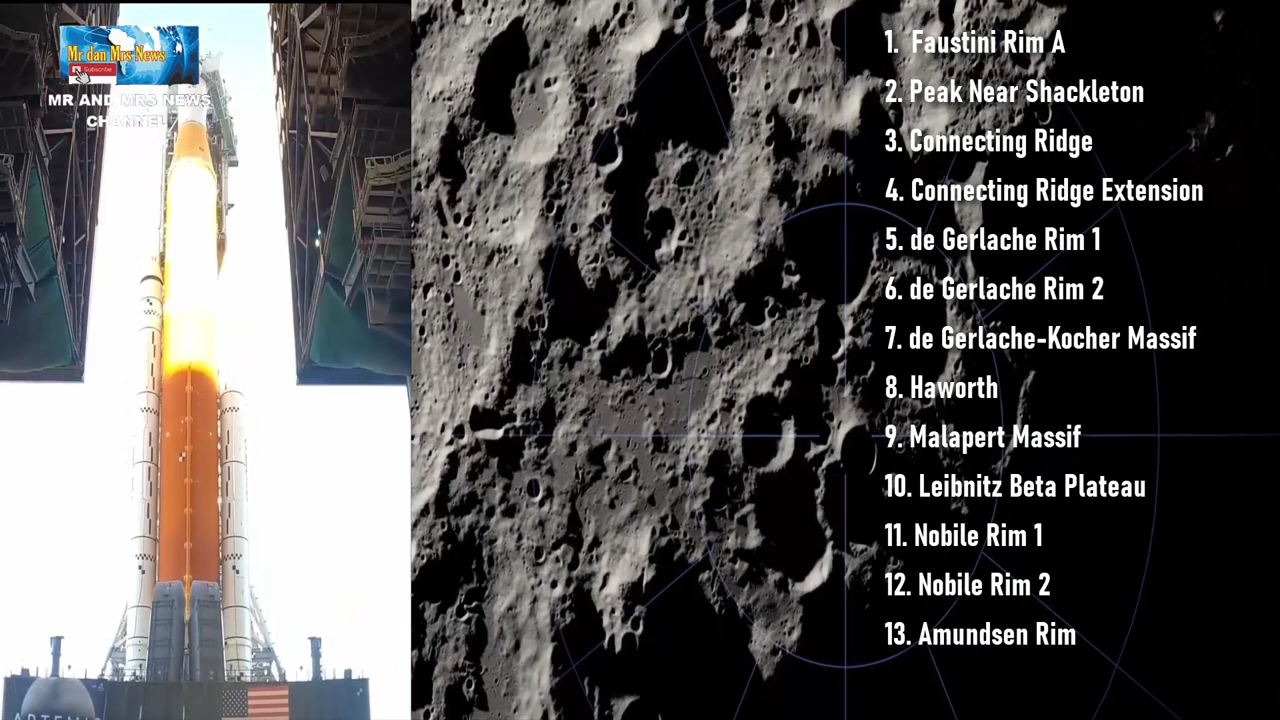 Mr dan Mrs News
Subscribe
MR AND MRS NEWS
CHANNEL
ARTEMIS
1. Faustini Rim A
2. Peak Near Shackleton
3. Connecting Ridge
4. Connecting Ridge Extension
5. de Gerlache Rim 1
6. de Gerlache Rim 2
7. de Gerlache-Kocher Massif
8. Haworth
9. Malapert Massif
10. Leibnitz Beta Plateau
11. Nobile Rim 1
12. Nobile Rim 2
13. Amundsen Rim